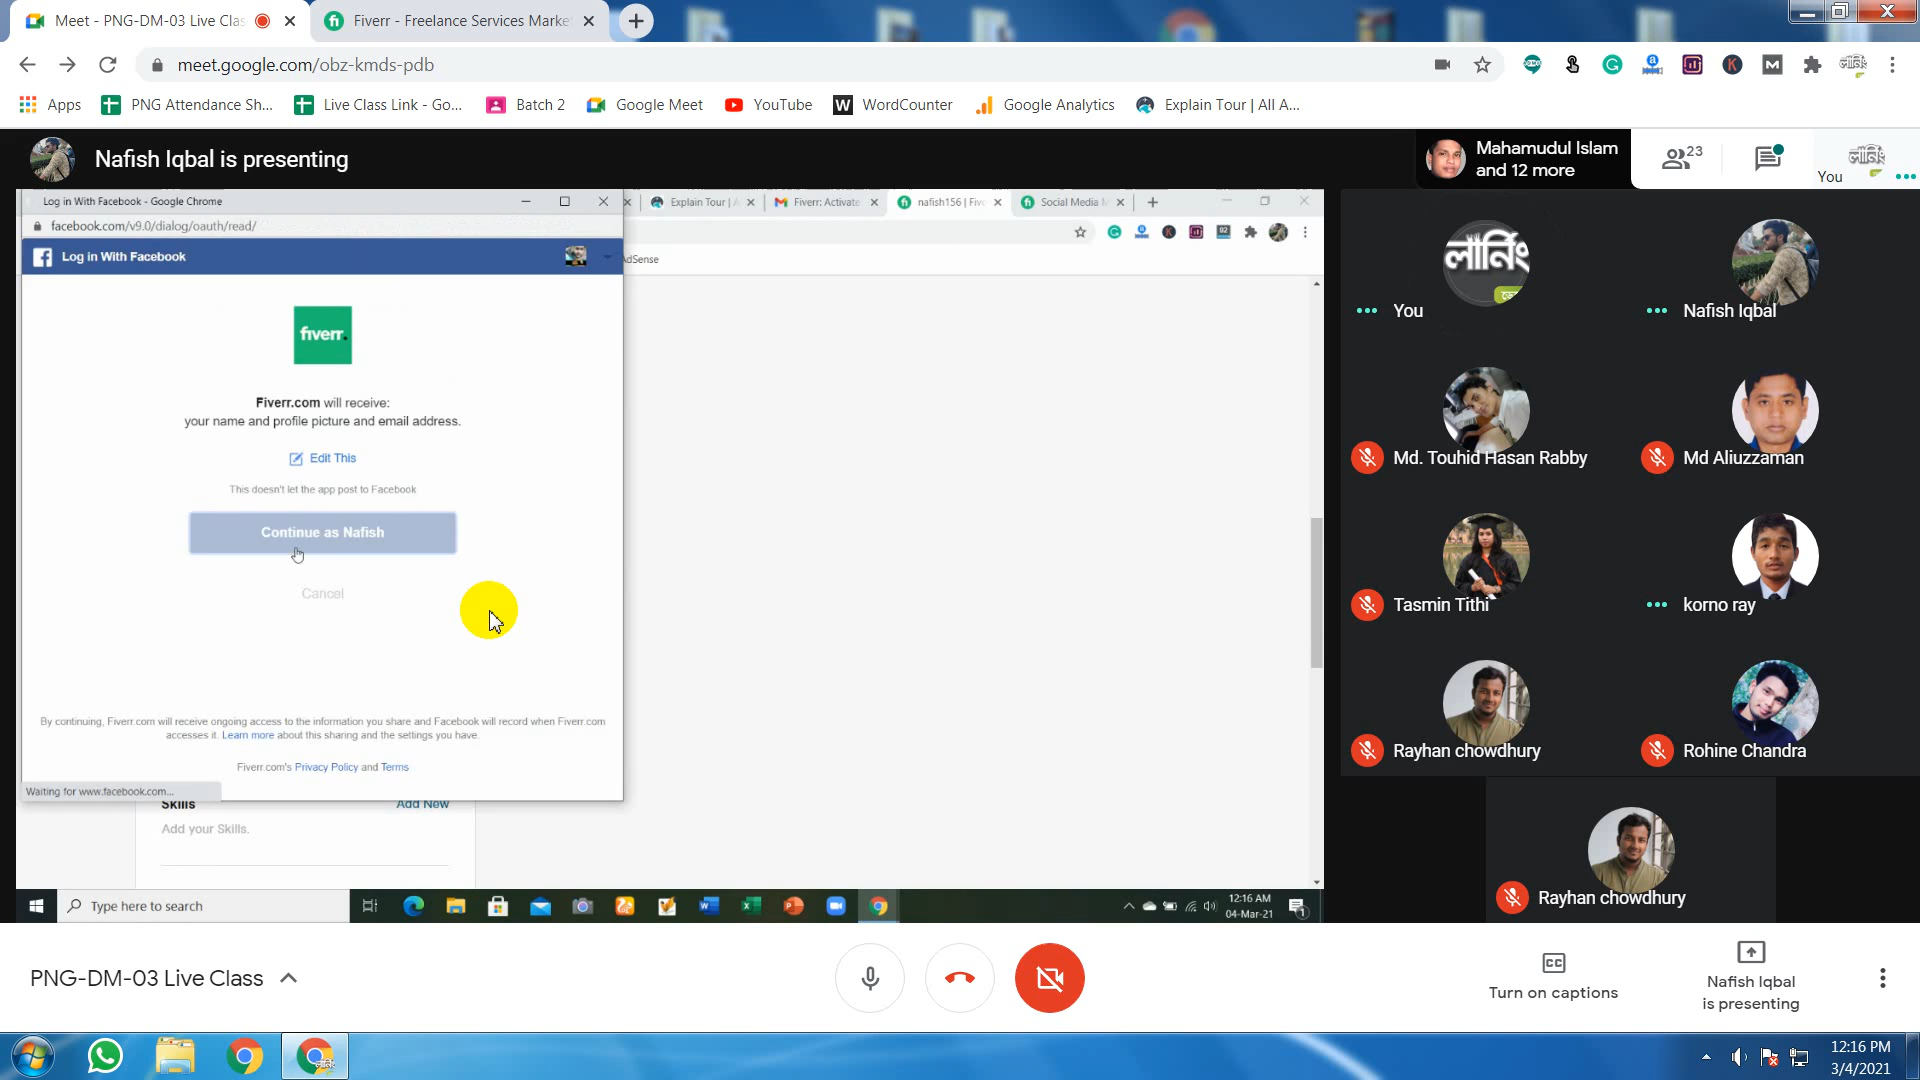 Meet - PNG-DM-03 Live Clas
Fiverr - Freelance Services Marke
meet.google.com/obz-kmds-pdb
Apps
PNG Attendance Sh...
Live Class Link - Go...
Batch 2
Google Meet
YouTube
W
WordCounter
Google Analytics
Explain Tour | All A...
Nafish Iqbal is presenting
Mahamudul Islam
and 12 more
23
লার্নিং
You
Log in With Facebook - Google Chrome
Explain Tour | A
Fiverr: Activate
nafish156 | Five
Social Media M
facebook.com/v9.0/dialog/oauth/read/
Log in With Facebook
AdSense
fiverr.
Fiverr.com will receive:
your name and profile picture and email address.
Edit This
This doesn't let the app post to Facebook
Continue as Nafish
Cancel
By continuing, Fiverr.com will receive ongoing access to the information you share and Facebook will record when Fiverr.com
accesses it. Learn more about this sharing and the settings you have.
Fiverr.com's Privacy Policy and Terms
Waiting for www.facebook.com...
Skills
Add New
Add your Skills.
Type here to search
12:16 AM
04-Mar-21
1
লার্নিং
You
Nafish Iqbal
Md. Touhid Hasan Rabby
Md Aliuzzaman
Tasmin Tithi
korno ray
Rayhan chowdhury
Rohine Chandra
Rayhan chowdhury
PNG-DM-03 Live Class
CC
Turn on captions
Nafish Iqbal
is presenting
12:16 PM
3/4/2021